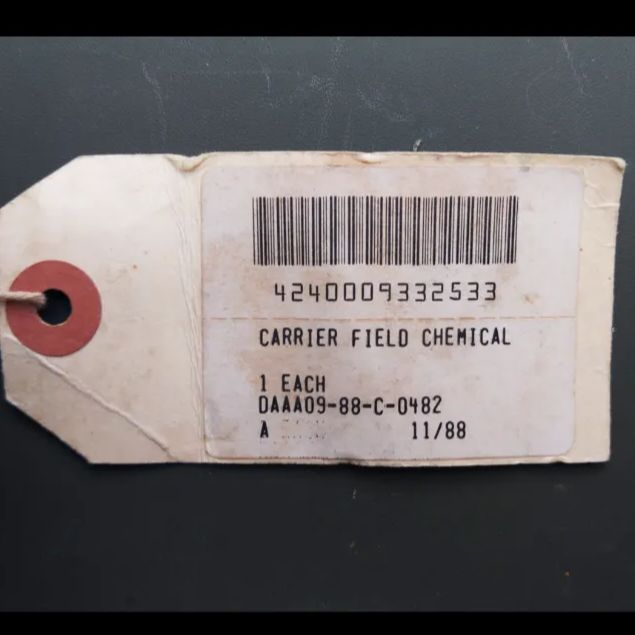 4240009332533
CARRIER FIELD CHEMICAL
1 EACH
DAAA09-88-C-0482
A 11/88